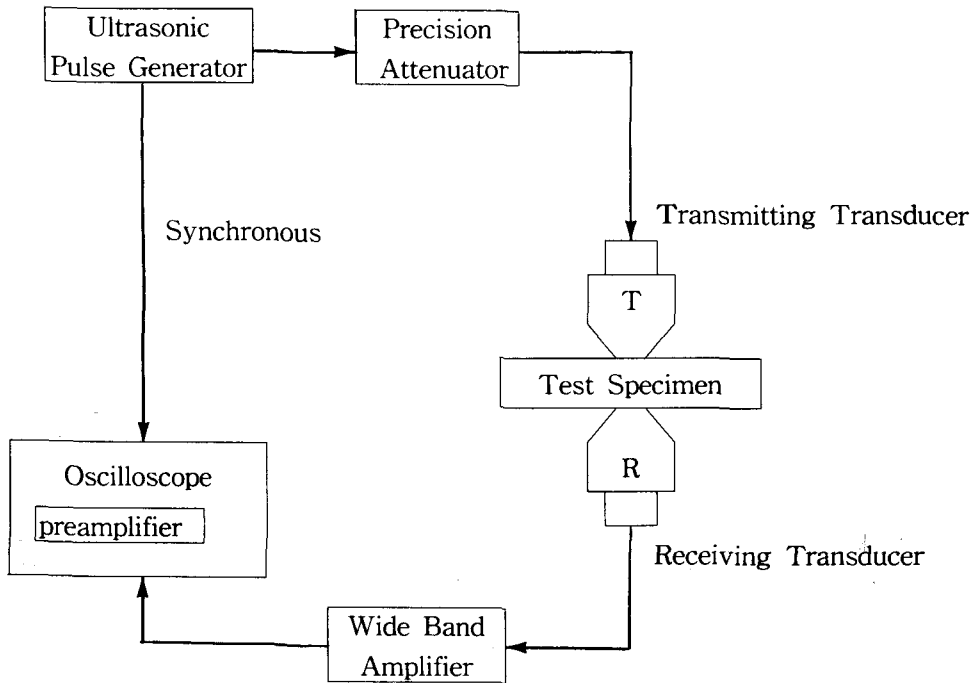 Ultrasonic
Pulse Generator
Precision
Attenuator
Synchronous
Transmitting Transducer
T
Test Specimen
R
Receiving Transducer
Oscilloscope
preamplifier
Wide Band
Amplifier